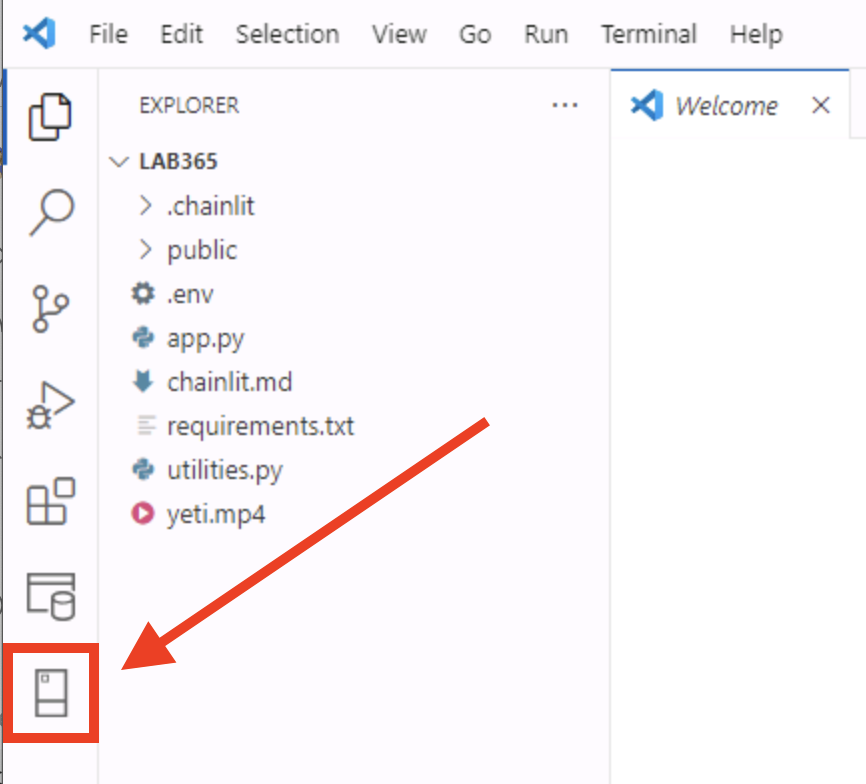 File Edit Selection View Go Run Terminal Help
EXPLORER ···
LAB365
.chainlit
public
.env
app.py
chainlit.md
requirements.txt
utilities.py
yeti.mp4
Welcome